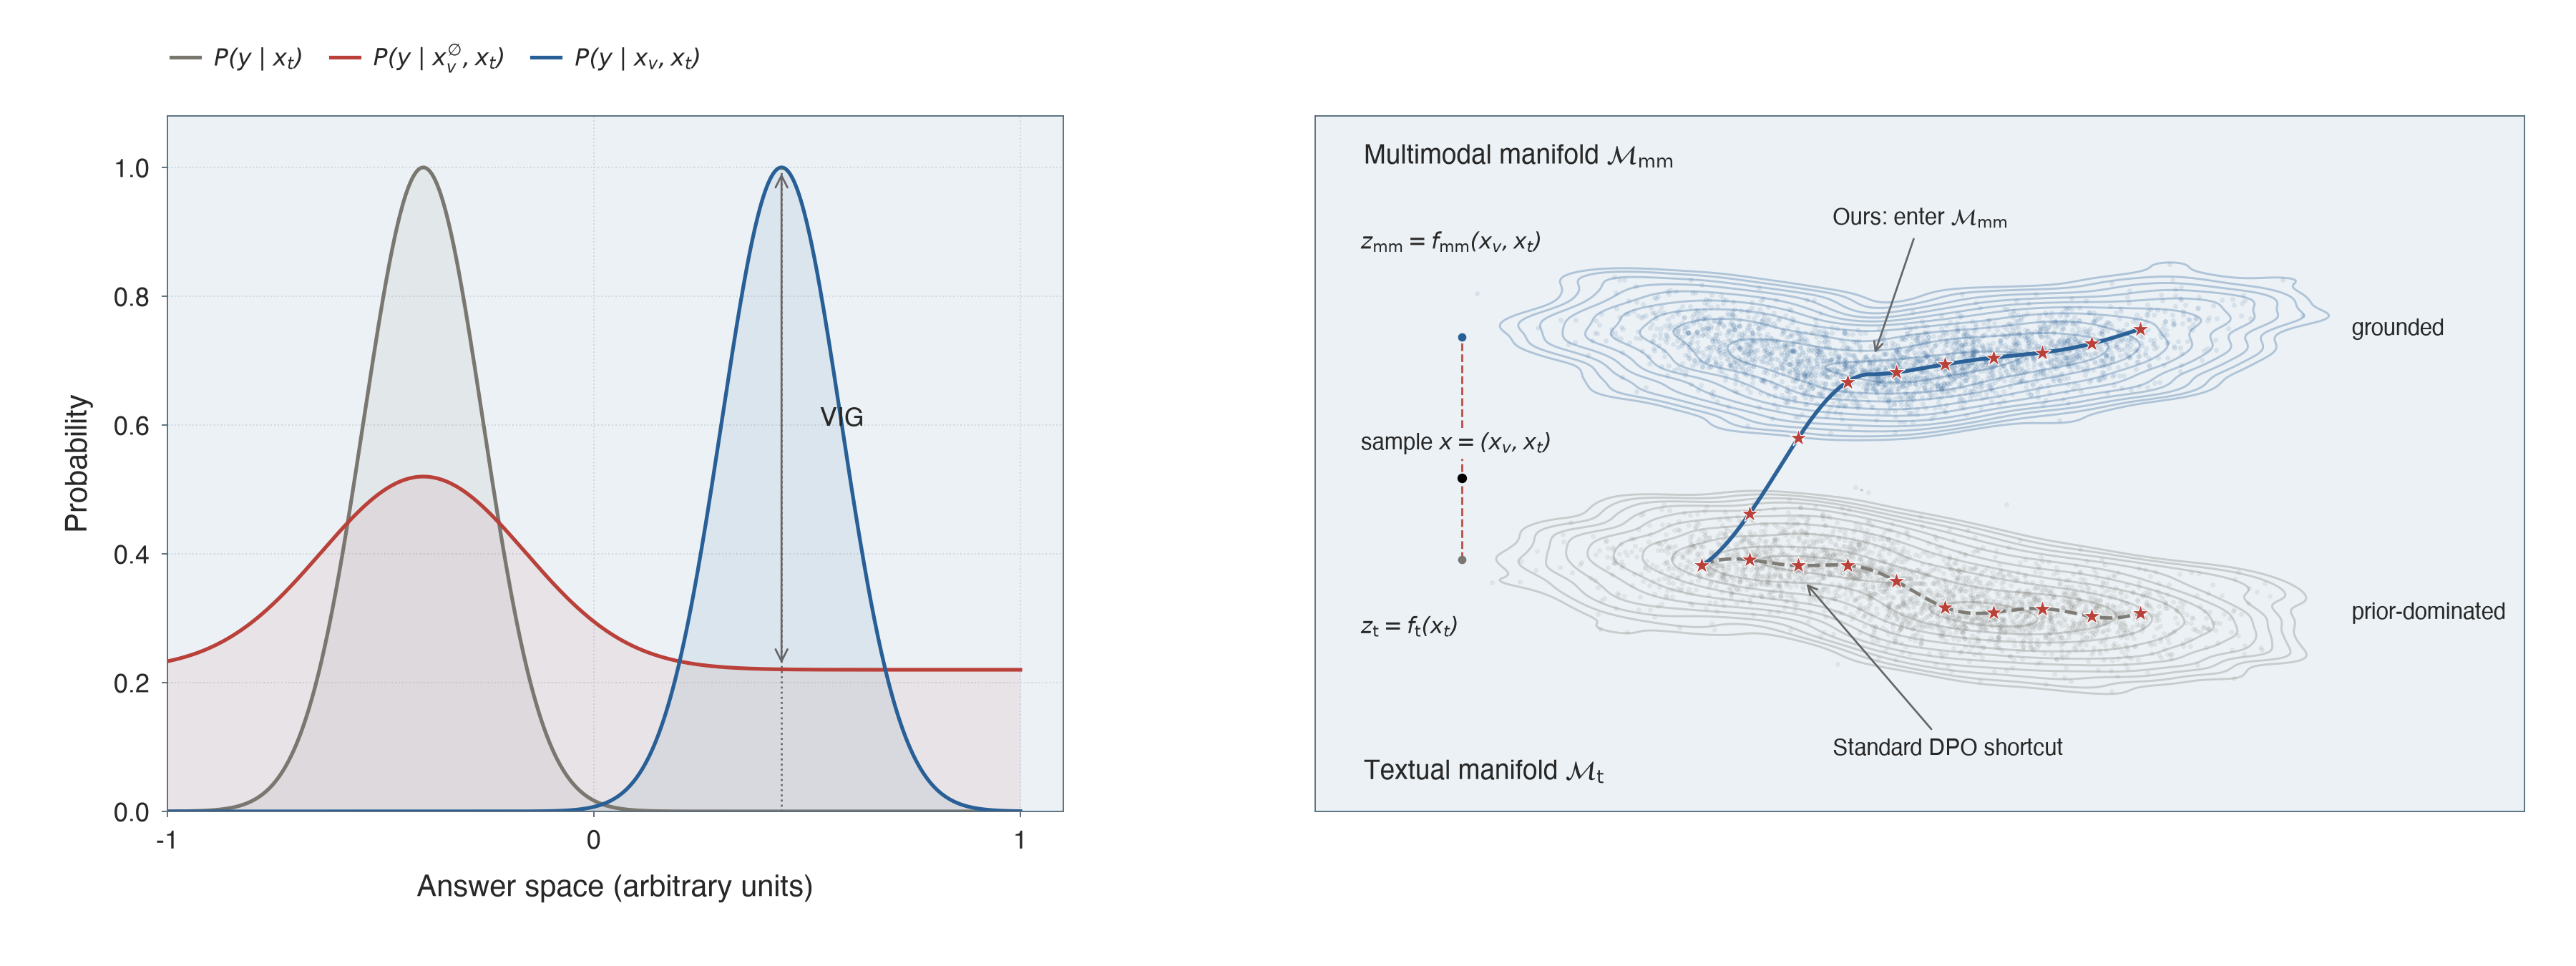 P(y | xₜ) P(y | xᵥ^∅, xₜ) P(y | xᵥ, xₜ)
Probability
1.0
0.8
0.6
0.4
0.2
0.0
VIG
-1 0 1
Answer space (arbitrary units)
Multimodal manifold ℳmm
Ours: enter ℳmm
zmm = fmm(xᵥ, xₜ)
grounded
sample x = (xᵥ, xₜ)
prior-dominated
zt = ft(xₜ)
Standard DPO shortcut
Textual manifold ℳt